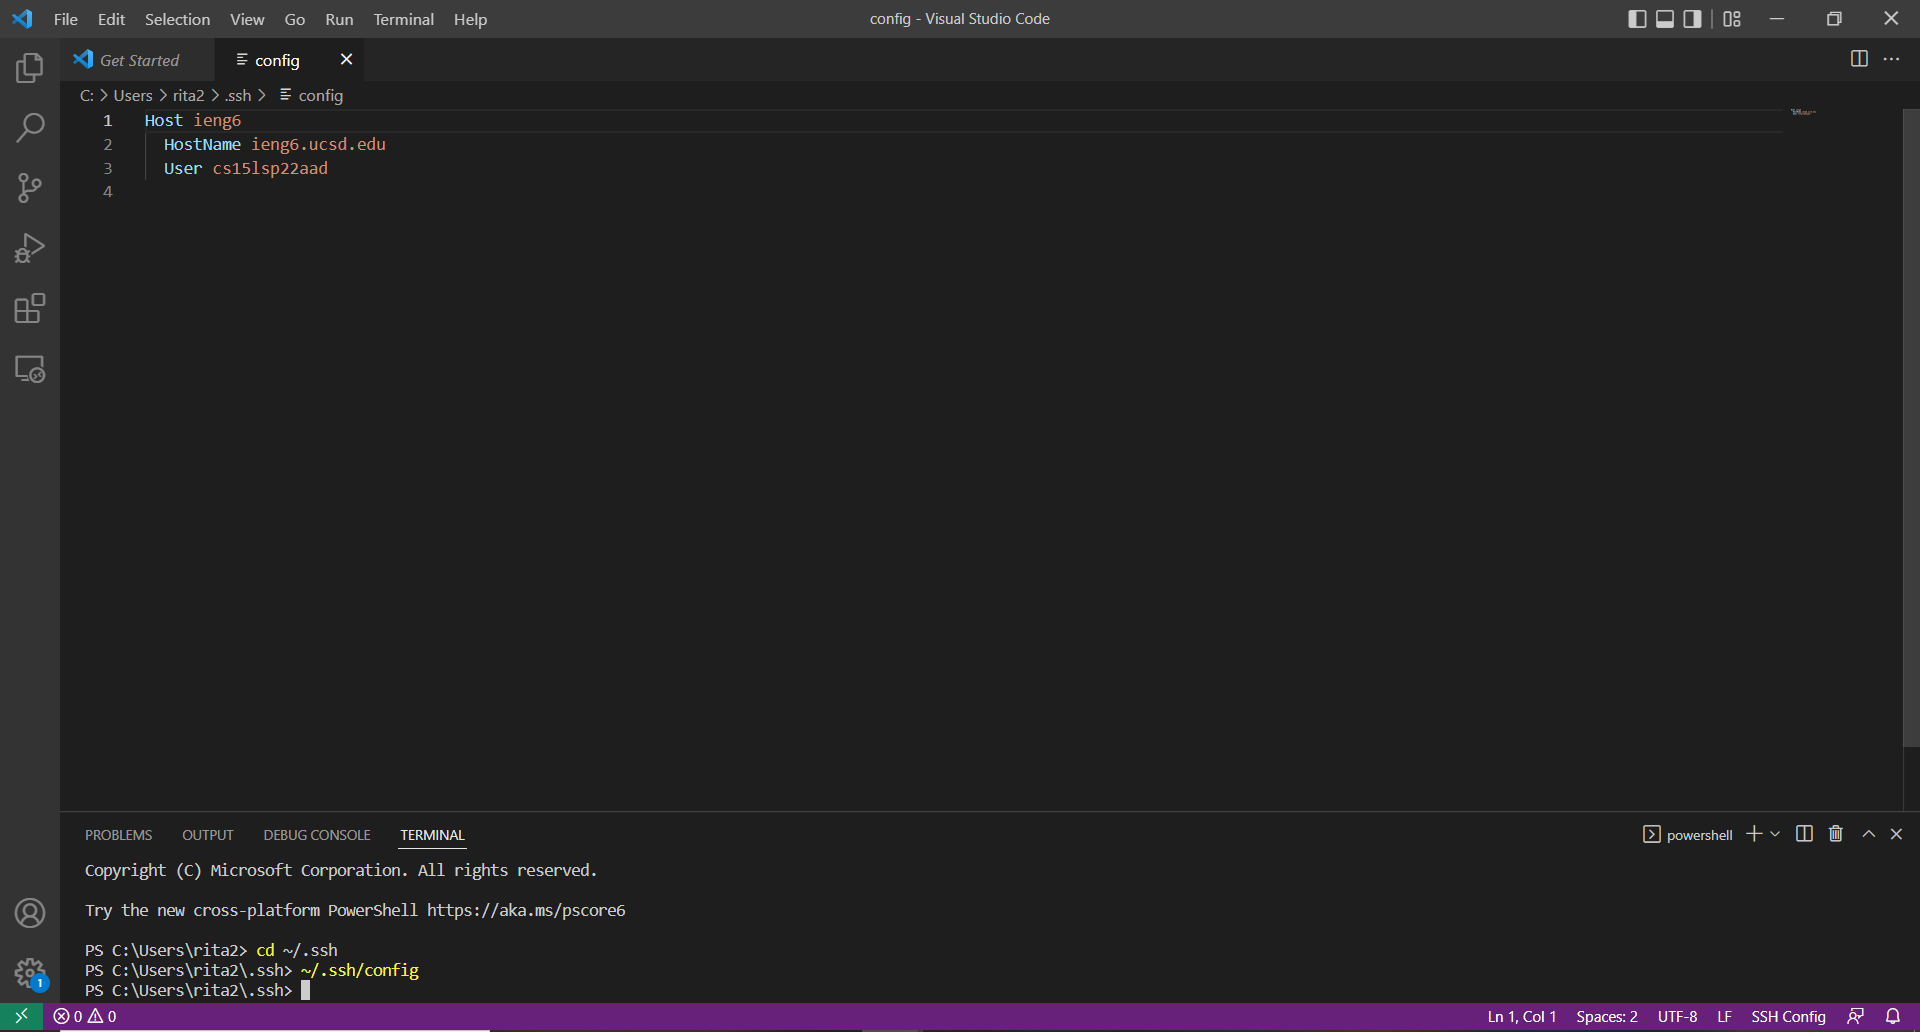 File Edit Selection View Go Run Terminal Help
config - Visual Studio Code
Get Started
config
C: > Users > rita2 > .ssh > config
1 Host ieng6
2 HostName ieng6.ucsd.edu
3 User cs15lsp22aad
4
PROBLEMS OUTPUT DEBUG CONSOLE TERMINAL
powershell
Copyright (C) Microsoft Corporation. All rights reserved.
Try the new cross-platform PowerShell https://aka.ms/pscore6
PS C:\Users\rita2> cd ~/.ssh
PS C:\Users\rita2\.ssh> ~/.ssh/config
PS C:\Users\rita2\.ssh>
1
0 0
Ln 1, Col 1 Spaces: 2 UTF-8 LF SSH Config